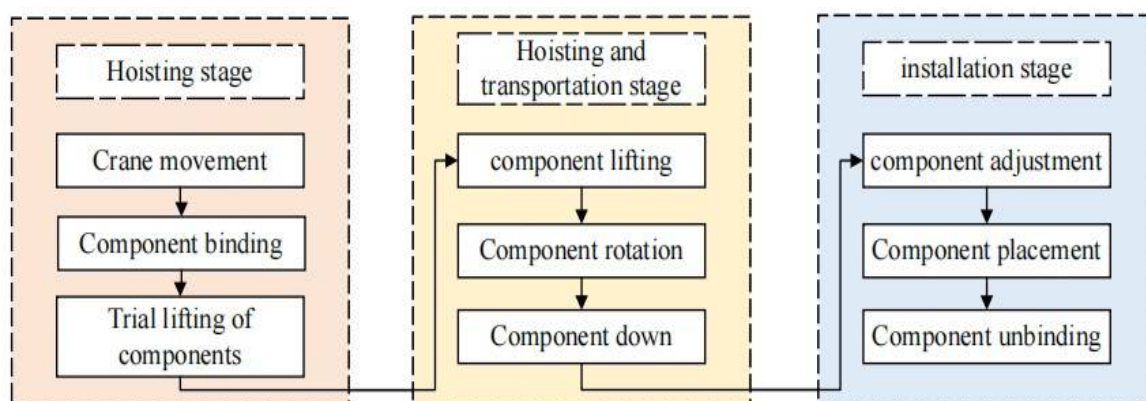 Hoisting stage
Crane movement
Component binding
Trial lifting of
components
Hoisting and
transportation stage
component lifting
Component rotation
Component down
installation stage
component adjustment
Component placement
Component unbinding